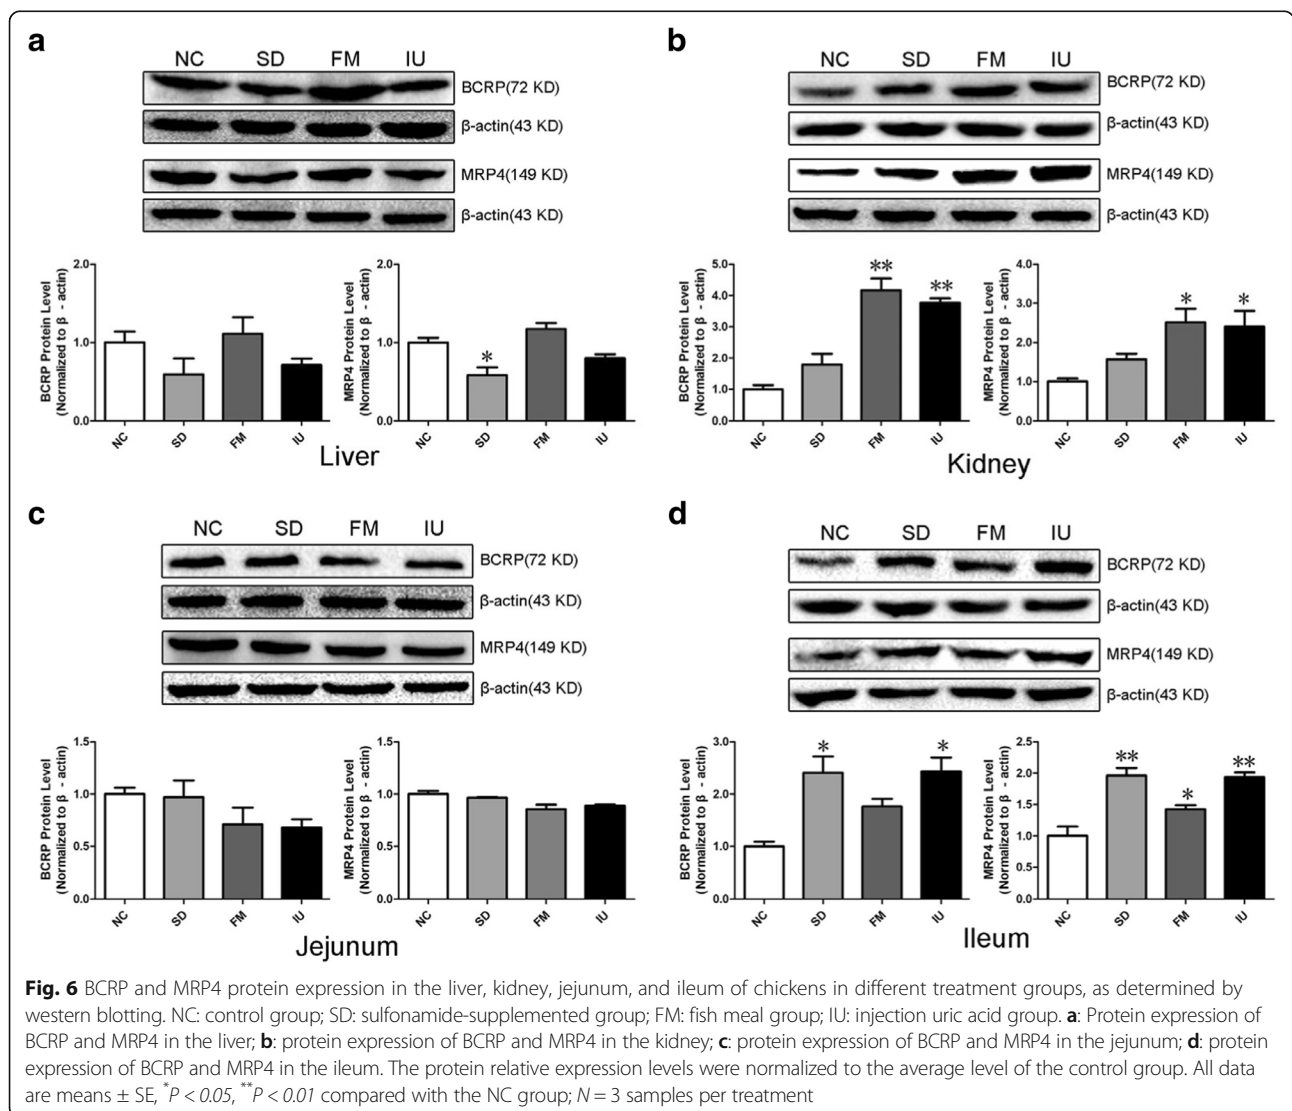 a
NC SD FM IU
BCRP(72 KD)
β-actin(43 KD)
MRP4(149 KD)
β-actin(43 KD)
BCRP Protein Level
(Normalized to β - actin)
2.0
1.0
0.0
NC SD FM IU
MRP4 Protein Level
(Normalized to β - actin)
2.0
1.0
0.0
*
NC SD FM IU
Liver
b
NC SD FM IU
BCRP(72 KD)
β-actin(43 KD)
MRP4(149 KD)
β-actin(43 KD)
BCRP Protein Level
(Normalized to β - actin)
5.0
4.0
3.0
2.0
1.0
0.0
** **
NC SD FM IU
MRP4 Protein Level
(Normalized to β - actin)
4.0
3.0
2.0
1.0
0.0
* *
NC SD FM IU
Kidney
c
NC SD FM IU
BCRP(72 KD)
β-actin(43 KD)
MRP4(149 KD)
β-actin(43 KD)
BCRP Protein Level
(Normalized to β - actin)
1.5
1.0
0.5
0.0
NC SD FM IU
MRP4 Protein Level
(Normalized to β - actin)
1.5
1.0
0.5
0.0
NC SD FM IU
Jejunum
d
NC SD FM IU
BCRP(72 KD)
β-actin(43 KD)
MRP4(149 KD)
β-actin(43 KD)
BCRP Protein Level
(Normalized to β - actin)
3.0
2.0
1.0
0.0
* *
NC SD FM IU
MRP4 Protein Level
(Normalized to β - actin)
2.5
2.0
1.5
1.0
0.5
0.0
** * **
NC SD FM IU
Ileum
Fig. 6 BCRP and MRP4 protein expression in the liver, kidney, jejunum, and ileum of chickens in different treatment groups, as determined by
western blotting. NC: control group; SD: sulfonamide-supplemented group; FM: fish meal group; IU: injection uric acid group. a: Protein expression of
BCRP and MRP4 in the liver; b: protein expression of BCRP and MRP4 in the kidney; c: protein expression of BCRP and MRP4 in the jejunum; d: protein
expression of BCRP and MRP4 in the ileum. The protein relative expression levels were normalized to the average level of the control group. All data
are means ± SE, *P < 0.05, **P < 0.01 compared with the NC group; N = 3 samples per treatment